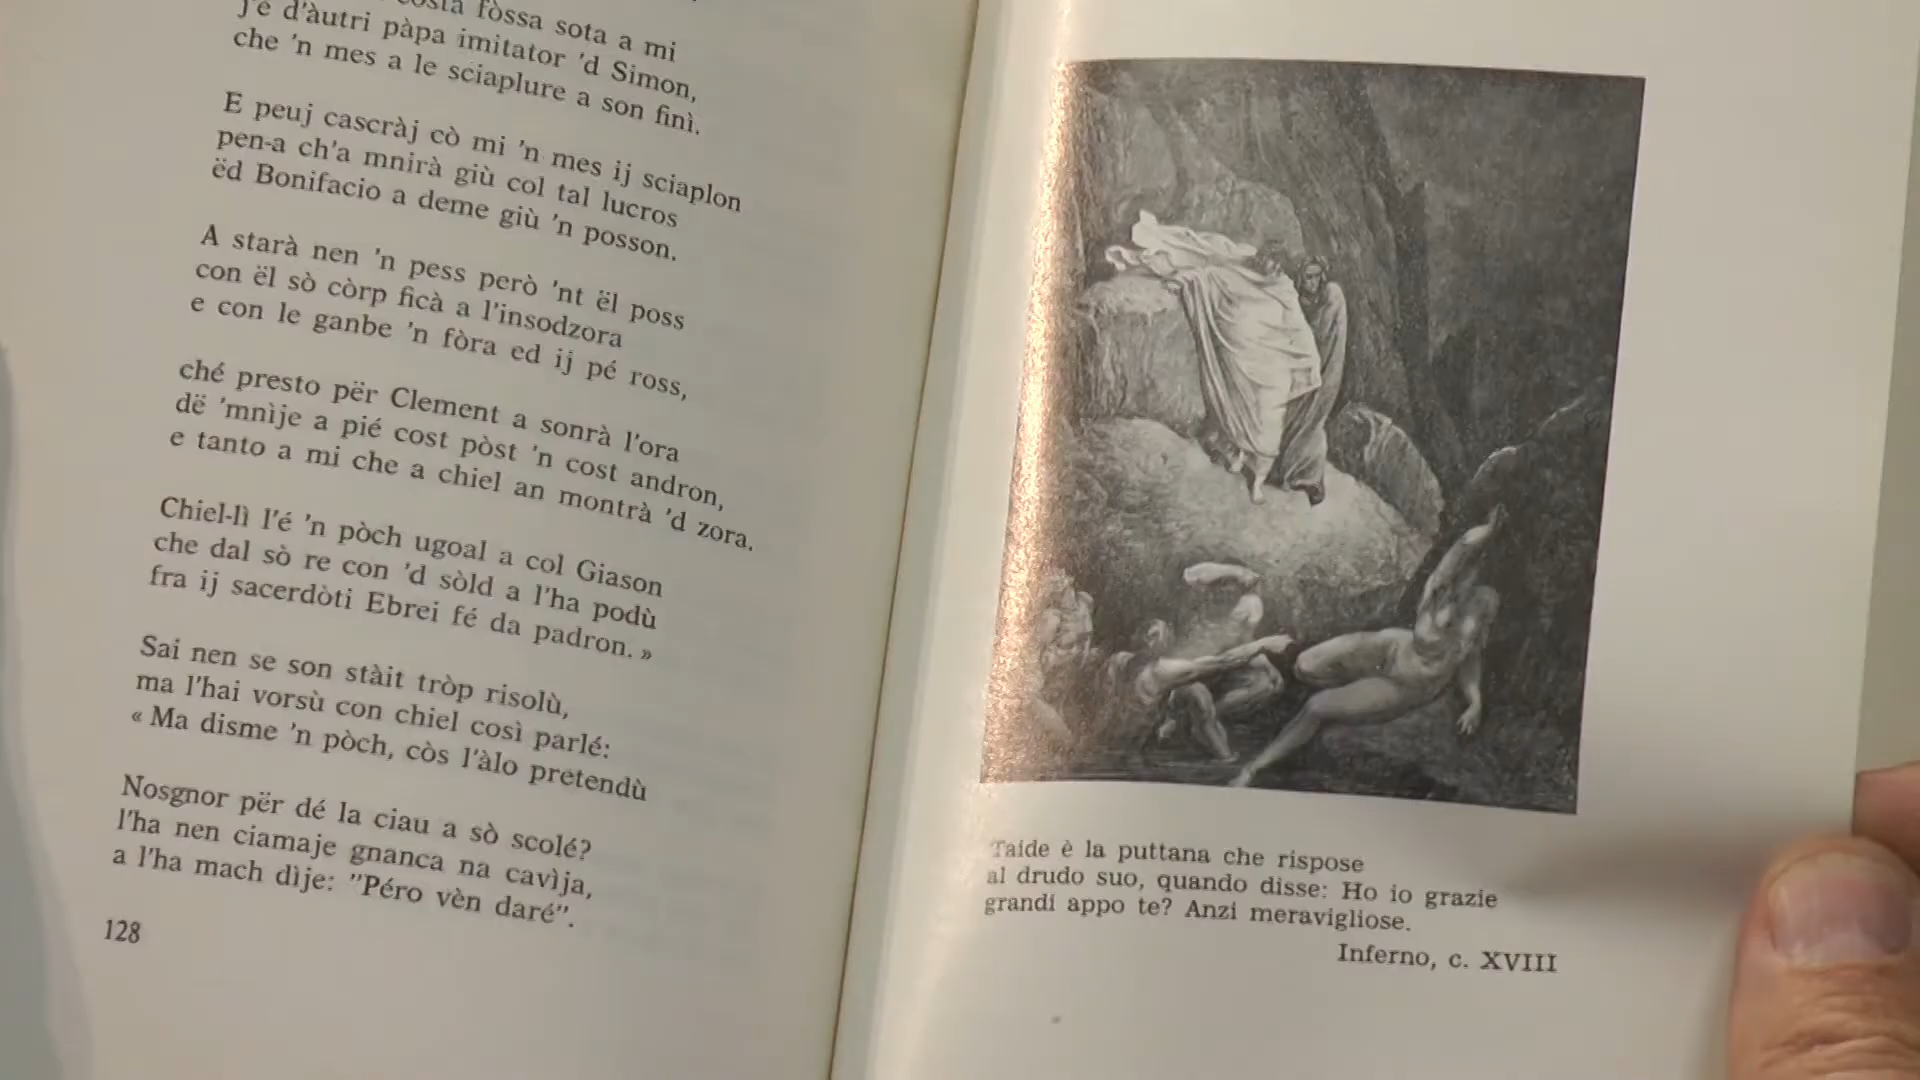 costa fòssa sota a mi
j'é d'àutri pàpa imitator 'd Simon,
che 'n mes a le sciaplure a son finì.
E peuj cascràj cò mi 'n mes ij sciaplon
pen-a ch'a mnirà giù col tal lucros
ëd Bonifacio a deme giù 'n posson.
A starà nen 'n pess però 'nt ël poss
con ël sò còrp ficà a l'insodzora
e con le ganbe 'n fòra ed ij pé ross,
ché presto për Clement a sonrà l'ora
dë 'mnìje a pié cost pòst 'n cost andron,
e tanto a mi che a chiel an montrà 'd zora.
Chiel-lì l'é 'n pòch ugoal a col Giason
che dal sò re con 'd sòld a l'ha podù
fra ij sacerdòti Ebrei fé da padron. »
Sai nen se son stàit tròp risolù,
ma l'hai vorsù con chiel così parlé:
« Ma disme 'n pòch, còs l'àlo pretendù
Nosgnor për dé la ciau a sò scolé?
l'ha nen ciamaje gnanca na cavìja,
a l'ha mach dìje: "Péro vèn daré".
128
Taide è la puttana che rispose
al drudo suo, quando disse: Ho io grazie
grandi appo te? Anzi meravigliose.
Inferno, c. XVIII